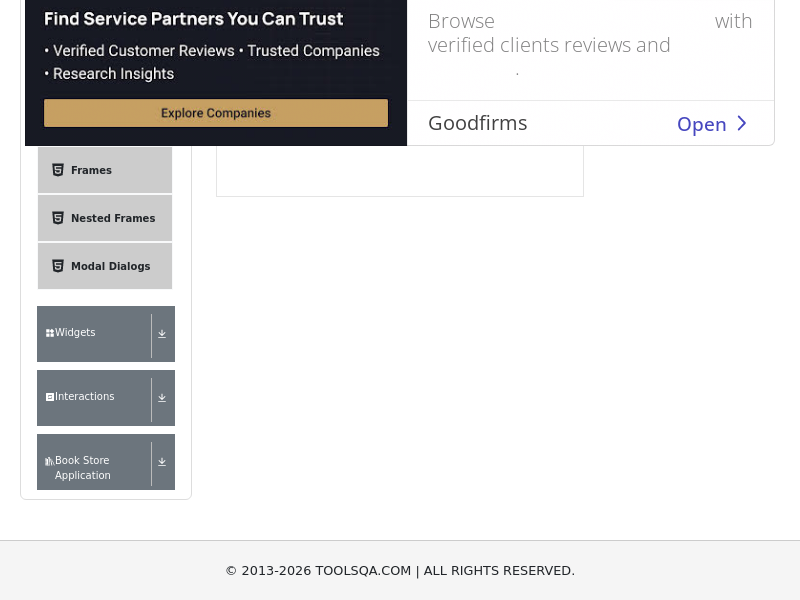 Find Service Partners You Can Trust
• Verified Customer Reviews • Trusted Companies
• Research Insights
Explore Companies
Browse with
verified clients reviews and
.
Goodfirms
Open
Frames
Nested Frames
Modal Dialogs
Widgets
Interactions
Book Store
Application
© 2013-2026 TOOLSQA.COM | ALL RIGHTS RESERVED.